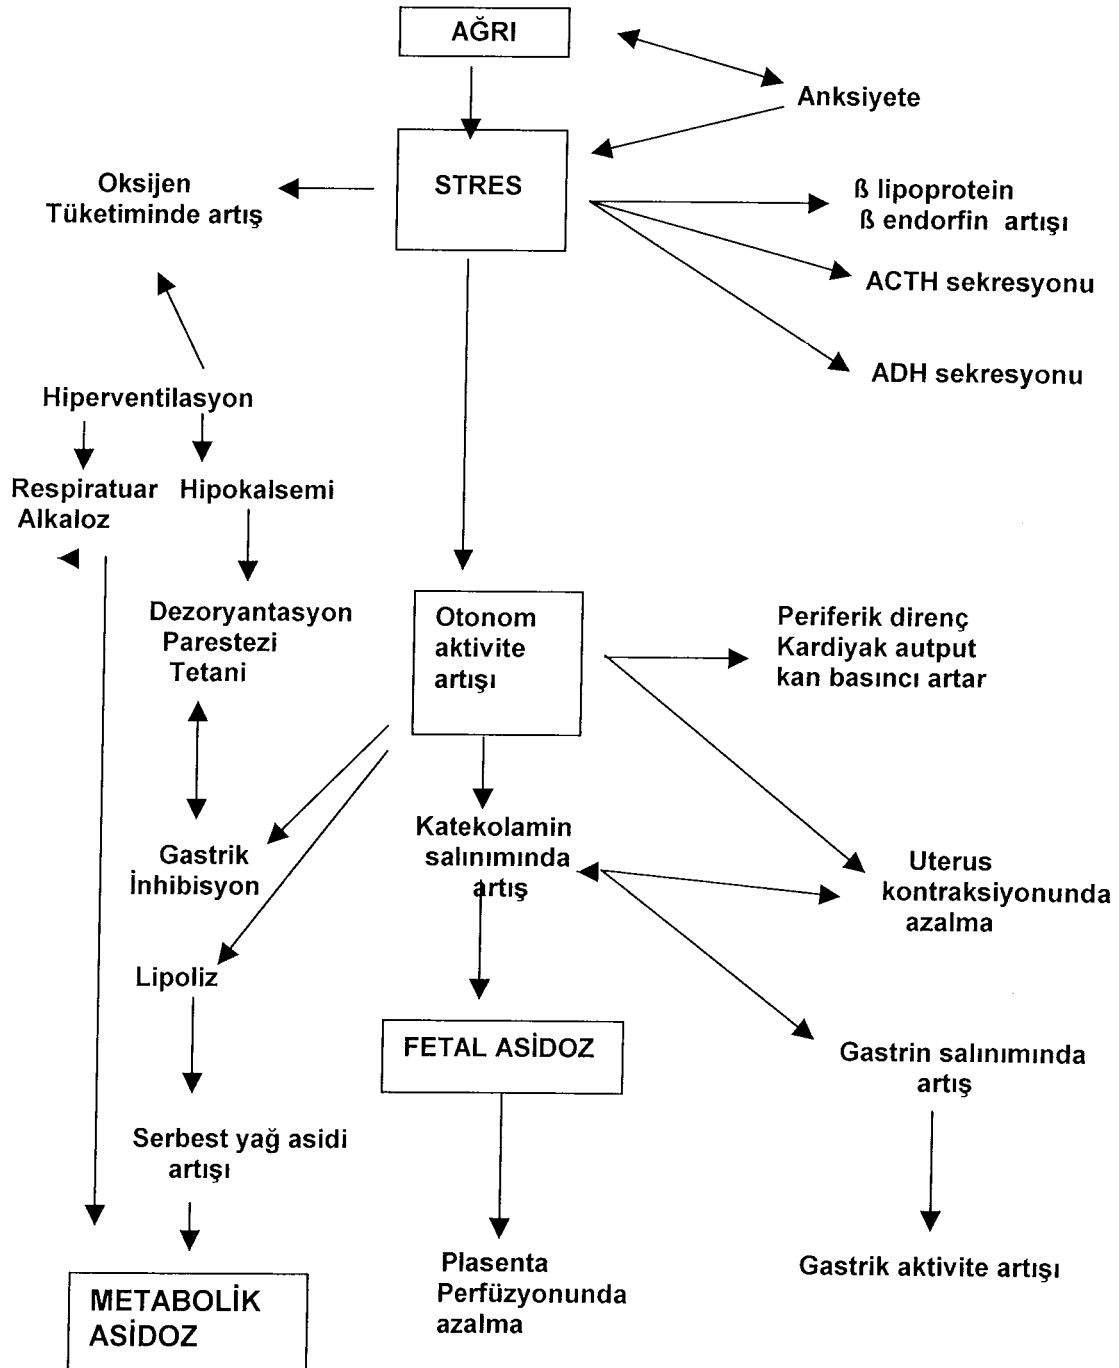 AĞRI
Anksiyete
STRES
Oksijen
Tüketiminde artış
ß lipoprotein
ß endorfin artışı
ACTH sekresyonu
ADH sekresyonu
Hiperventilasyon
Respiratuar
Alkaloz
Hipokalsemi
Dezoryantasyon
Parestezi
Tetani
Otonom
aktivite
artışı
Periferik direnç
Kardiyak autput
kan basıncı artar
Gastrik
İnhibisyon
Katekolamin
salınımında
artış
Uterus
kontraksiyonunda
azalma
Lipoliz
FETAL ASİDOZ
Gastrin salınımında
artış
Serbest yağ asidi
artışı
METABOLİK
ASİDOZ
Plasenta
Perfüzyonunda
azalma
Gastrik aktivite artışı